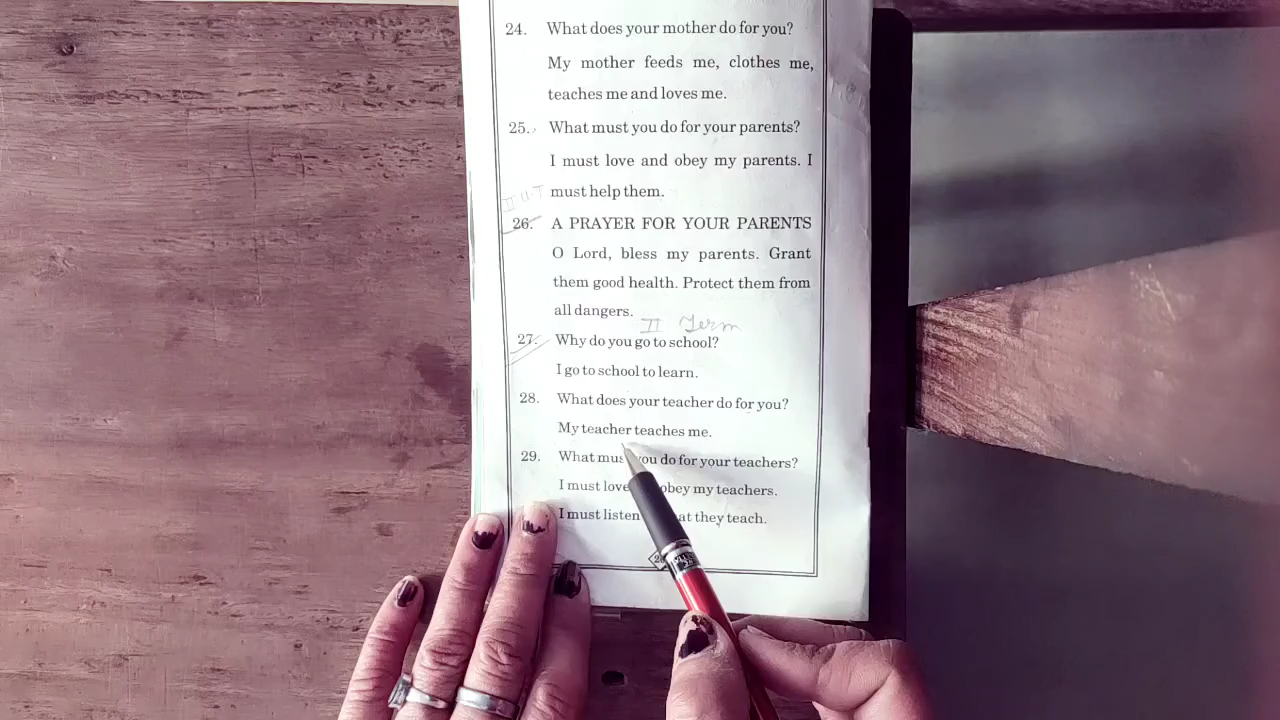 24. What does your mother do for you?
My mother feeds me, clothes me,
teaches me and loves me.
25. What must you do for your parents?
I must love and obey my parents. I
must help them.
II U.T
26. A PRAYER FOR YOUR PARENTS
O Lord, bless my parents. Grant
them good health. Protect them from
all dangers.
II Term
27. Why do you go to school?
I go to school to learn.
28. What does your teacher do for you?
My teacher teaches me.
29. What mus you do for your teachers?
I must love obey my teachers.
I must listen at they teach.